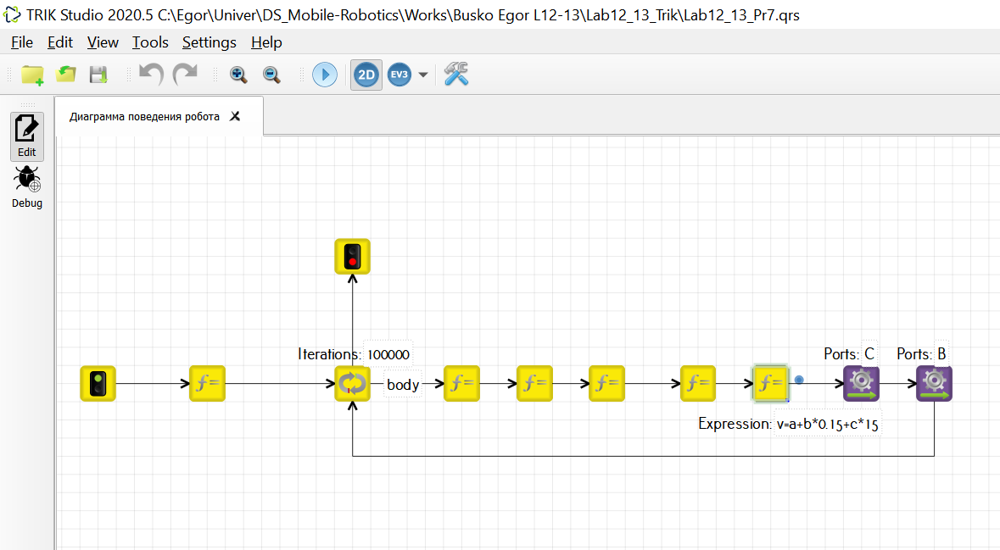 TRIK Studio 2020.5 C:\Egor\Univer\DS_Mobile-Robotics\Works\Busko Egor L12-13\Lab12_13_Trik\Lab12_13_Pr7.qrs
File Edit View Tools Settings Help
2D EV3
Диаграмма поведения робота X
Edit
Debug
Iterations: 100000
Ports: C Ports: B
f= body f= f= f= f= f=
Expression: v=a+b*0.15+c*15